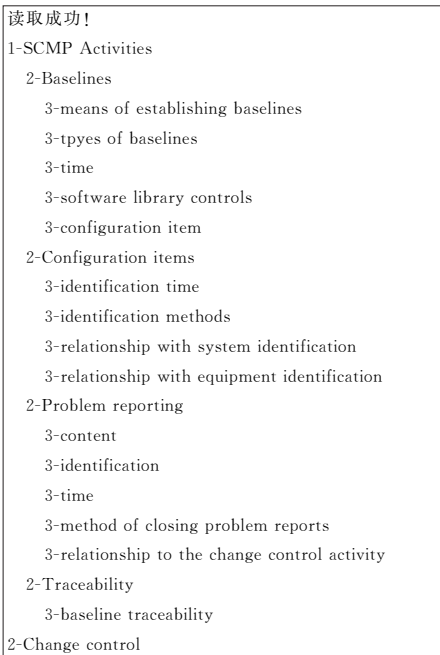 读取成功!
1-SCMP Activities
2-Baselines
3-means of establishing baselines
3-tpyes of baselines
3-time
3-software library controls
3-configuration item
2-Configuration items
3-identification time
3-identification methods
3-relationship with system identification
3-relationship with equipment identification
2-Problem reporting
3-content
3-identification
3-time
3-method of closing problem reports
3-relationship to the change control activity
2-Traceability
3-baseline traceability
2-Change control